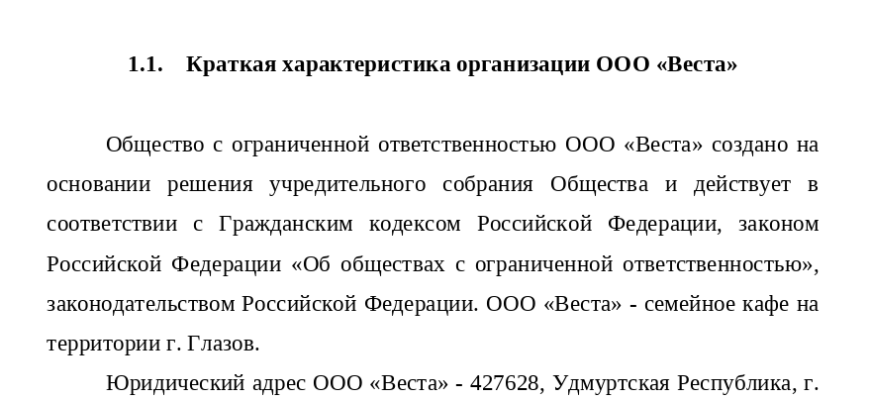 1.1. Краткая характеристика организации ООО «Веста»
Общество с ограниченной ответственностью ООО «Веста» создано на
основании решения учредительного собрания Общества и действует в
соответствии с Гражданским кодексом Российской Федерации, законом
Российской Федерации «Об обществах с ограниченной ответственностью»,
законодательством Российской Федерации. ООО «Веста» - семейное кафе на
территории г. Глазов.
Юридический адрес ООО «Веста» - 427628, Удмуртская Республика, г.